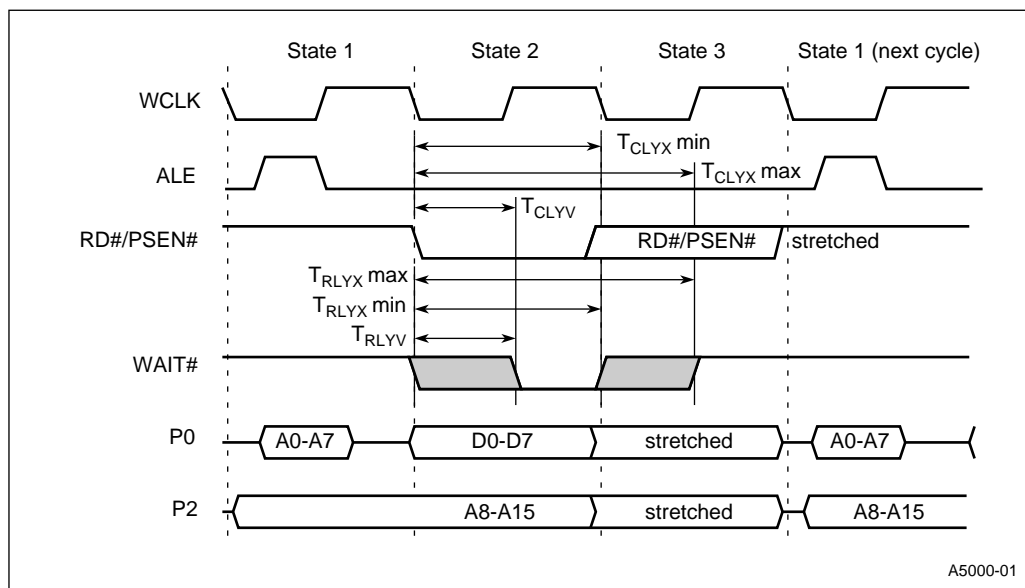 State 1 State 2 State 3 State 1 (next cycle)
WCLK
TCLYX min
ALE
TCLYX max
TCLYV
RD#/PSEN# RD#/PSEN# stretched
TRLYX max
TRLYX min
TRLYV
WAIT#
P0 A0-A7 D0-D7 stretched A0-A7
P2 A8-A15 stretched A8-A15
A5000-01